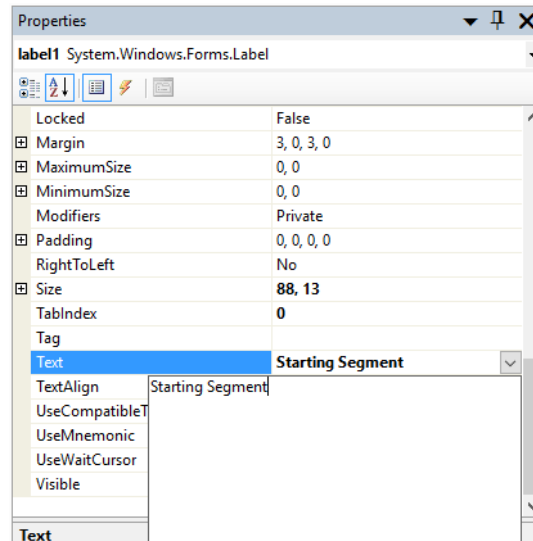 Properties
label1 System.Windows.Forms.Label
Locked False
Margin 3, 0, 3, 0
MaximumSize 0, 0
MinimumSize 0, 0
Modifiers Private
Padding 0, 0, 0, 0
RightToLeft No
Size 88, 13
TabIndex 0
Tag
Text Starting Segment
TextAlign Starting Segment
UseCompatibleT
UseMnemonic
UseWaitCursor
Visible
Text